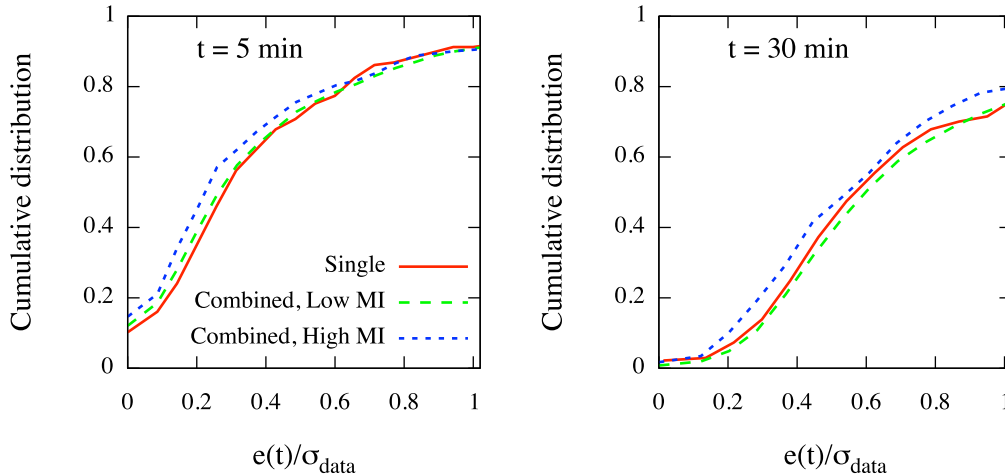 Cumulative distribution
1
0.8
0.6
0.4
0.2
0
t = 5 min
Single
Combined, Low MI
Combined, High MI
0 0.2 0.4 0.6 0.8 1
e(t)/σdata
Cumulative distribution
1
0.8
0.6
0.4
0.2
0
t = 30 min
0 0.2 0.4 0.6 0.8 1
e(t)/σdata